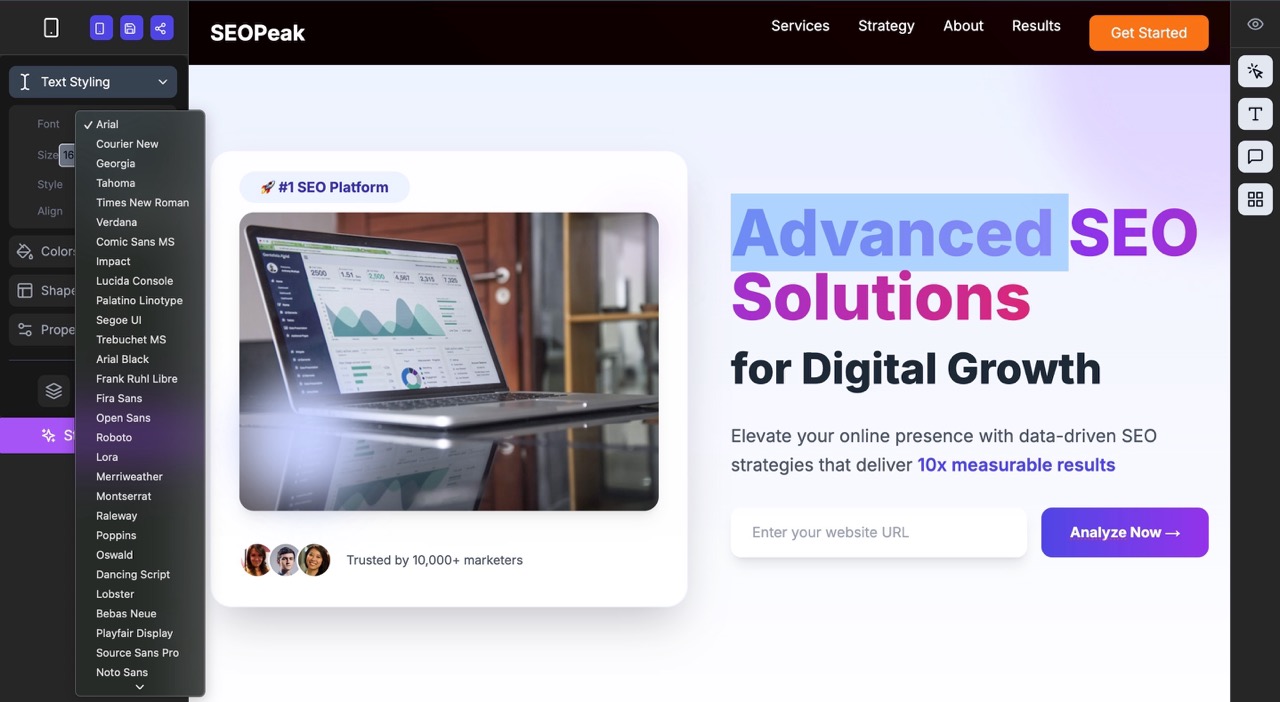 SEOPeak
Services
Strategy
About
Results
Get Started
Text Styling
Font
Size
16
Style
Align
Colors
Shape
Arial
Courier New
Georgia
Tahoma
Times New Roman
Verdana
Comic Sans MS
Impact
Lucida Console
Palatino Linotype
Segoe UI
Trebuchet MS
Arial Black
Frank Ruhl Libre
Fira Sans
Open Sans
Roboto
Lora
Merriweather
Montserrat
Raleway
Poppins
Oswald
Dancing Script
Lobster
Bebas Neue
Playfair Display
Source Sans Pro
Noto Sans
🚀 #1 SEO Platform
2500
1.51
2,500
4,567
2,315
7,325
Trusted by 10,000+ marketers
Advanced SEO
Solutions
for Digital Growth
Elevate your online presence with data-driven SEO
strategies that deliver 10x measurable results
Enter your website URL
Analyze Now →